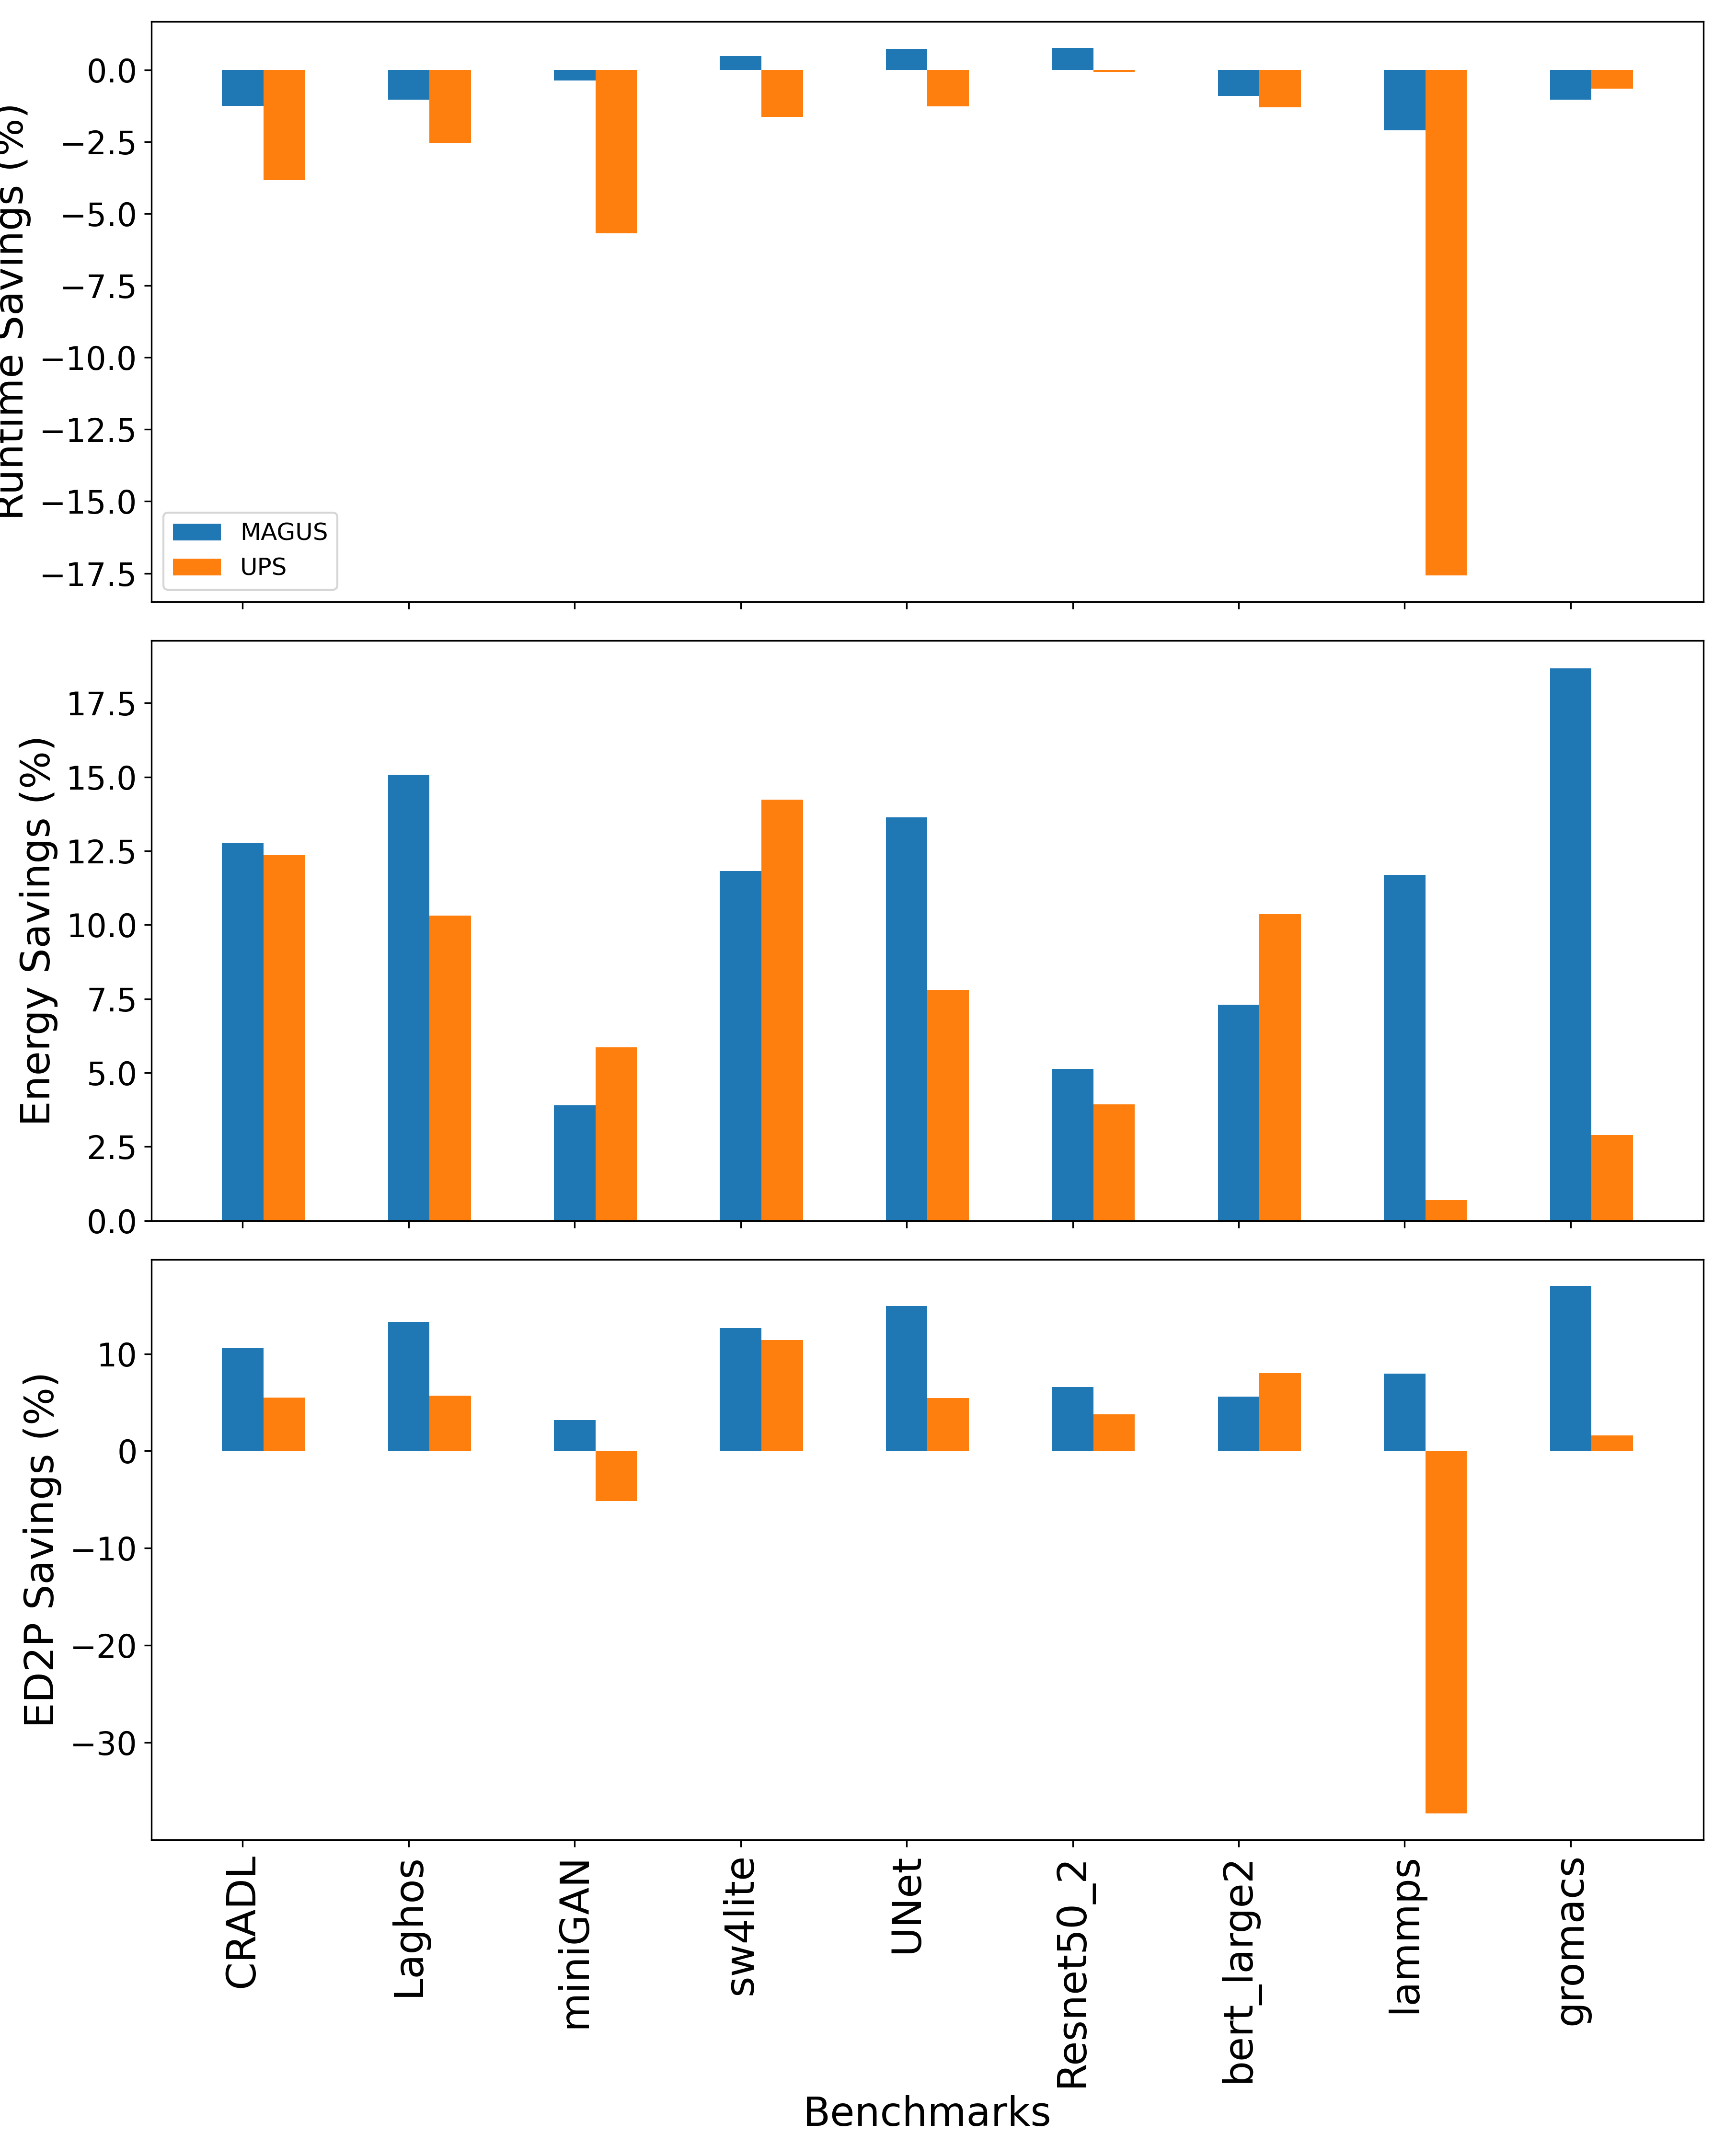 Runtime Savings (%)
0.0
−2.5
−5.0
−7.5
−10.0
−12.5
−15.0
−17.5
MAGUS
UPS
Energy Savings (%)
17.5
15.0
12.5
10.0
7.5
5.0
2.5
0.0
ED2P Savings (%)
10
0
−10
−20
−30
CRADL
Laghos
miniGAN
sw4lite
UNet
Resnet50_2
bert_large2
lammps
gromacs
Benchmarks